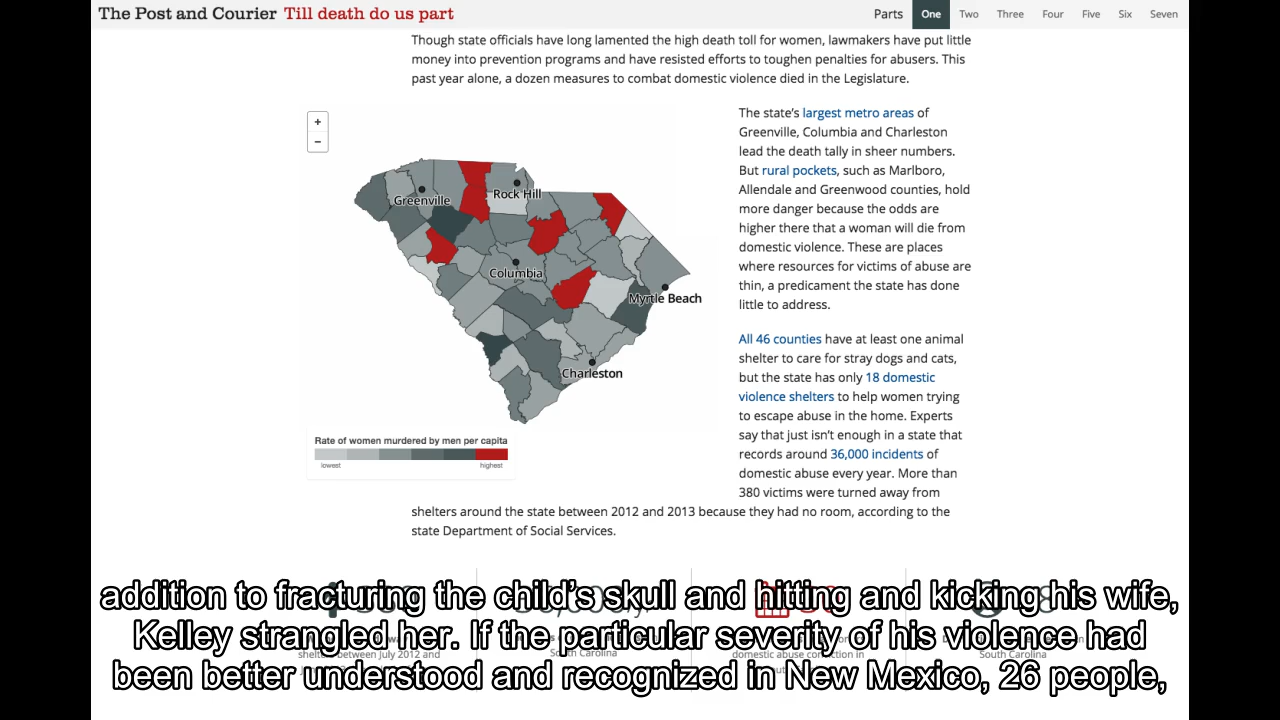 The Post and Courier Till death do us part Parts One Two Three Four Five Six Seven
Though state officials have long lamented the high death toll for women, lawmakers have put little
money into prevention programs and have resisted efforts to toughen penalties for abusers. This
past year alone, a dozen measures to combat domestic violence died in the Legislature.
+
−
Greenville
Rock Hill
Columbia
Myrtle Beach
Charleston
Rate of women murdered by men per capita
lowest highest
The state's largest metro areas of
Greenville, Columbia and Charleston
lead the death tally in sheer numbers.
But rural pockets, such as Marlboro,
Allendale and Greenwood counties, hold
more danger because the odds are
higher there that a woman will die from
domestic violence. These are places
where resources for victims of abuse are
thin, a predicament the state has done
little to address.
All 46 counties have at least one animal
shelter to care for stray dogs and cats,
but the state has only 18 domestic
violence shelters to help women trying
to escape abuse in the home. Experts
say that just isn't enough in a state that
records around 36,000 incidents of
domestic abuse every year. More than
380 victims were turned away from
shelters around the state between 2012 and 2013 because they had no room, according to the
state Department of Social Services.
addition to fracturing the child's skull and hitting and kicking his wife,
Kelley strangled her. If the particular severity of his violence had
been better understood and recognized in New Mexico, 26 people,
shelters between July 2012 and
South Carolina
domestic abuse conviction in
South Carolina